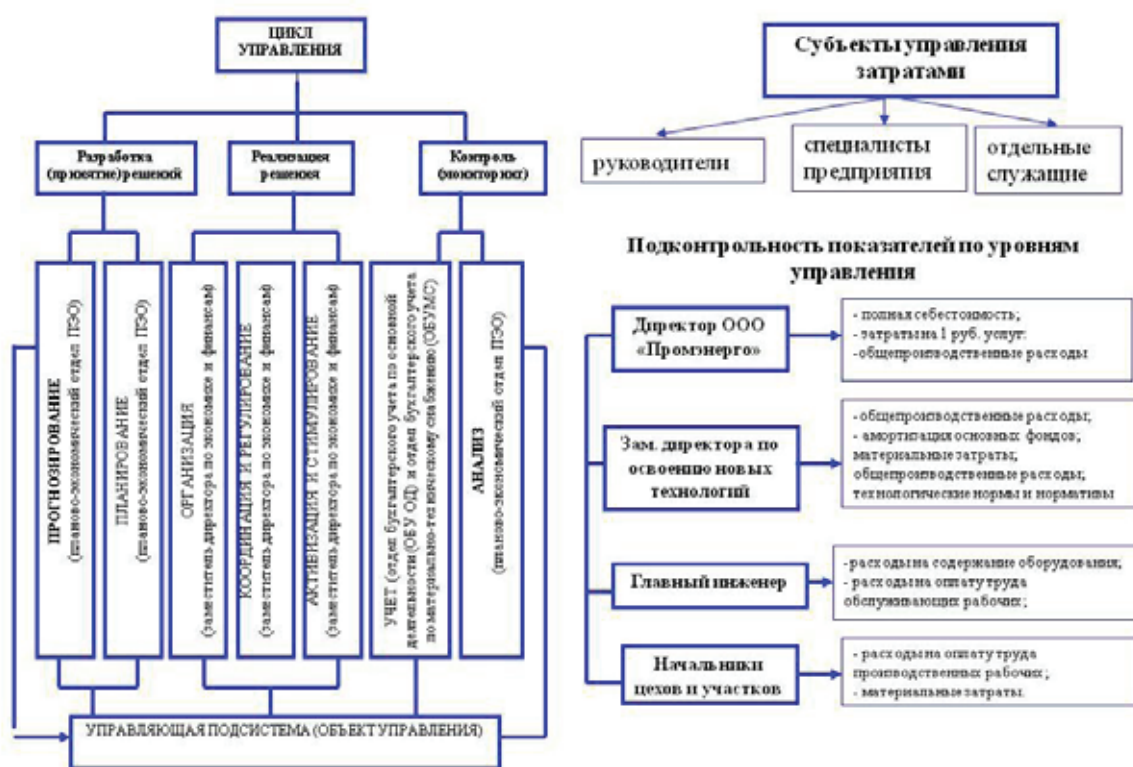 ЦИКЛ
УПРАВЛЕНИЯ
Разработка
(принятие) решений
Реализация
решения
Контроль
(мониторинг)
ПРОГНОЗИРОВАНИЕ
(планово-экономический отдел ПЭО)
ПЛАНИРОВАНИЕ
(планово-экономический отдел ПЭО)
ОРГАНИЗАЦИЯ
(заместитель директора по экономике и финансам)
КООРДИНАЦИЯ И РЕГУЛИРОВАНИЕ
(заместитель директора по экономике и финансам)
АКТИВИЗАЦИЯ И СТИМУЛИРОВАНИЕ
(заместитель директора по экономике и финансам)
УЧЕТ (отдел бухгалтерского учета по основной
деятельности (ОБУ ОД) и отдел бухгалтерского учета
по материально-техническому снабжению (ОБУМС)
АНАЛИЗ
(планово-экономический отдел ПЭО)
УПРАВЛЯЮЩАЯ ПОДСИСТЕМА (ОБЪЕКТ УПРАВЛЕНИЯ)
Субъекты управления
затратами
руководители
специалисты
предприятия
отдельные
служащие
Подконтрольность показателей по уровням
управления
Директор ООО
«Промэнерго»
- полная себестоимость;
- затраты на 1 руб. услуг:
-общепроизводственные расходы
Зам. директора по
освоению новых
технологий
- общепроизводственные расходы;
- амортизация основных фондов;
материальные затраты;
общепроизводственные расходы;
технологические нормы и нормативы
Главный инженер
- расходы на содержание оборудования;
- расходы на оплату труда
обслуживающих рабочих;
Начальники
цехов и участков
- расходы на оплату труда
производственных рабочих;
- материальные затраты.